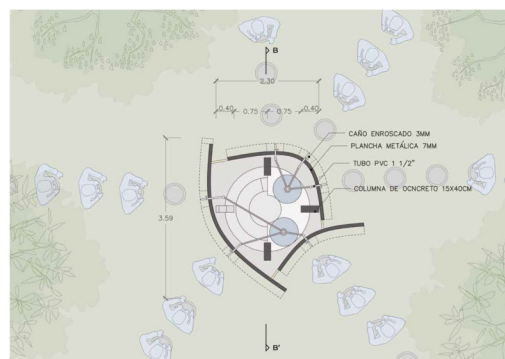 B
2.30
0.40 0.75 0.75 0.40
CAÑO ENROSCADO 3MM
PLANCHA METÁLICA 7MM
TUBO PVC 1 1/2"
COLUMNA DE OCNCRETO 15X40CM
3.59
B'